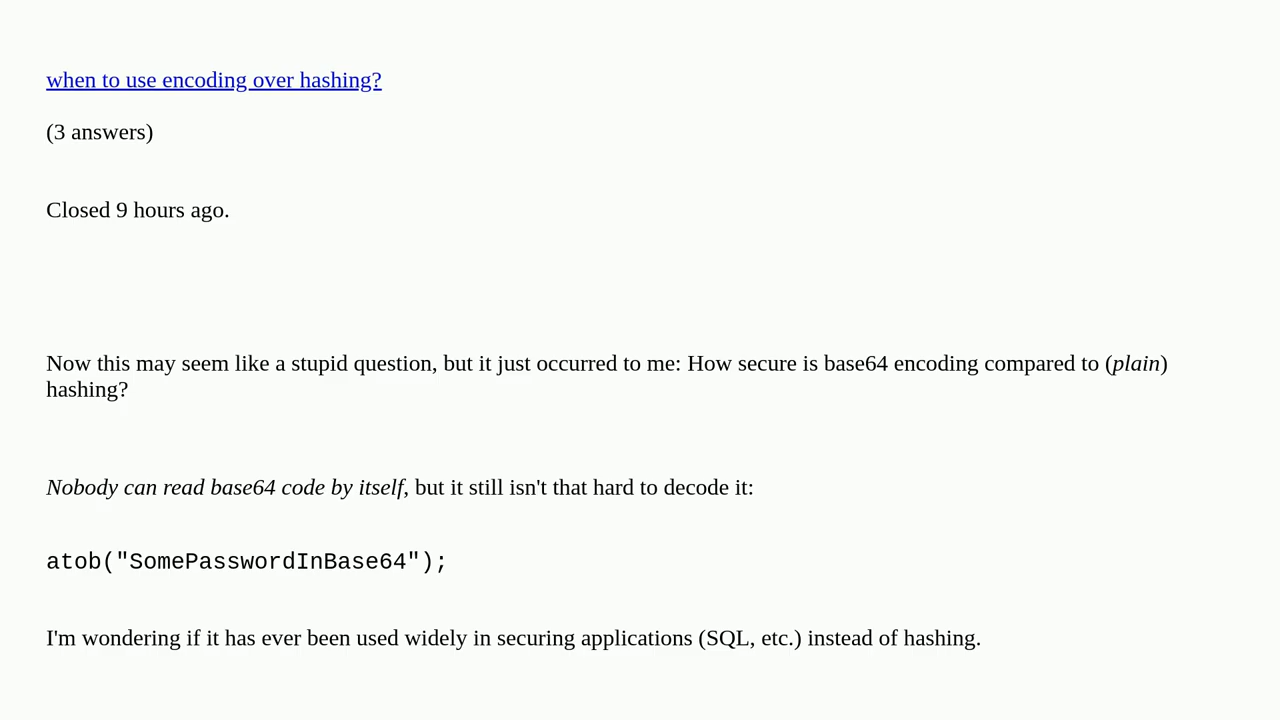 when to use encoding over hashing?
(3 answers)
Closed 9 hours ago.
Now this may seem like a stupid question, but it just occurred to me: How secure is base64 encoding compared to (plain)
hashing?
Nobody can read base64 code by itself, but it still isn't that hard to decode it:
atob("SomePasswordInBase64");
I'm wondering if it has ever been used widely in securing applications (SQL, etc.) instead of hashing.